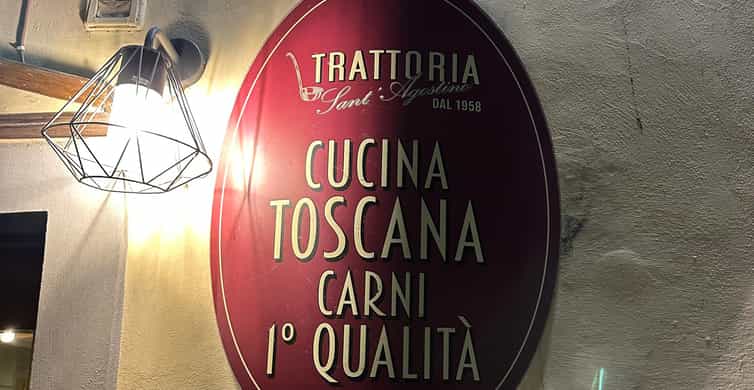 TRATTORIA
Sant'Agostino
DAL 1958
CUCINA
TOSCANA
CARNI
1° QUALITÀ